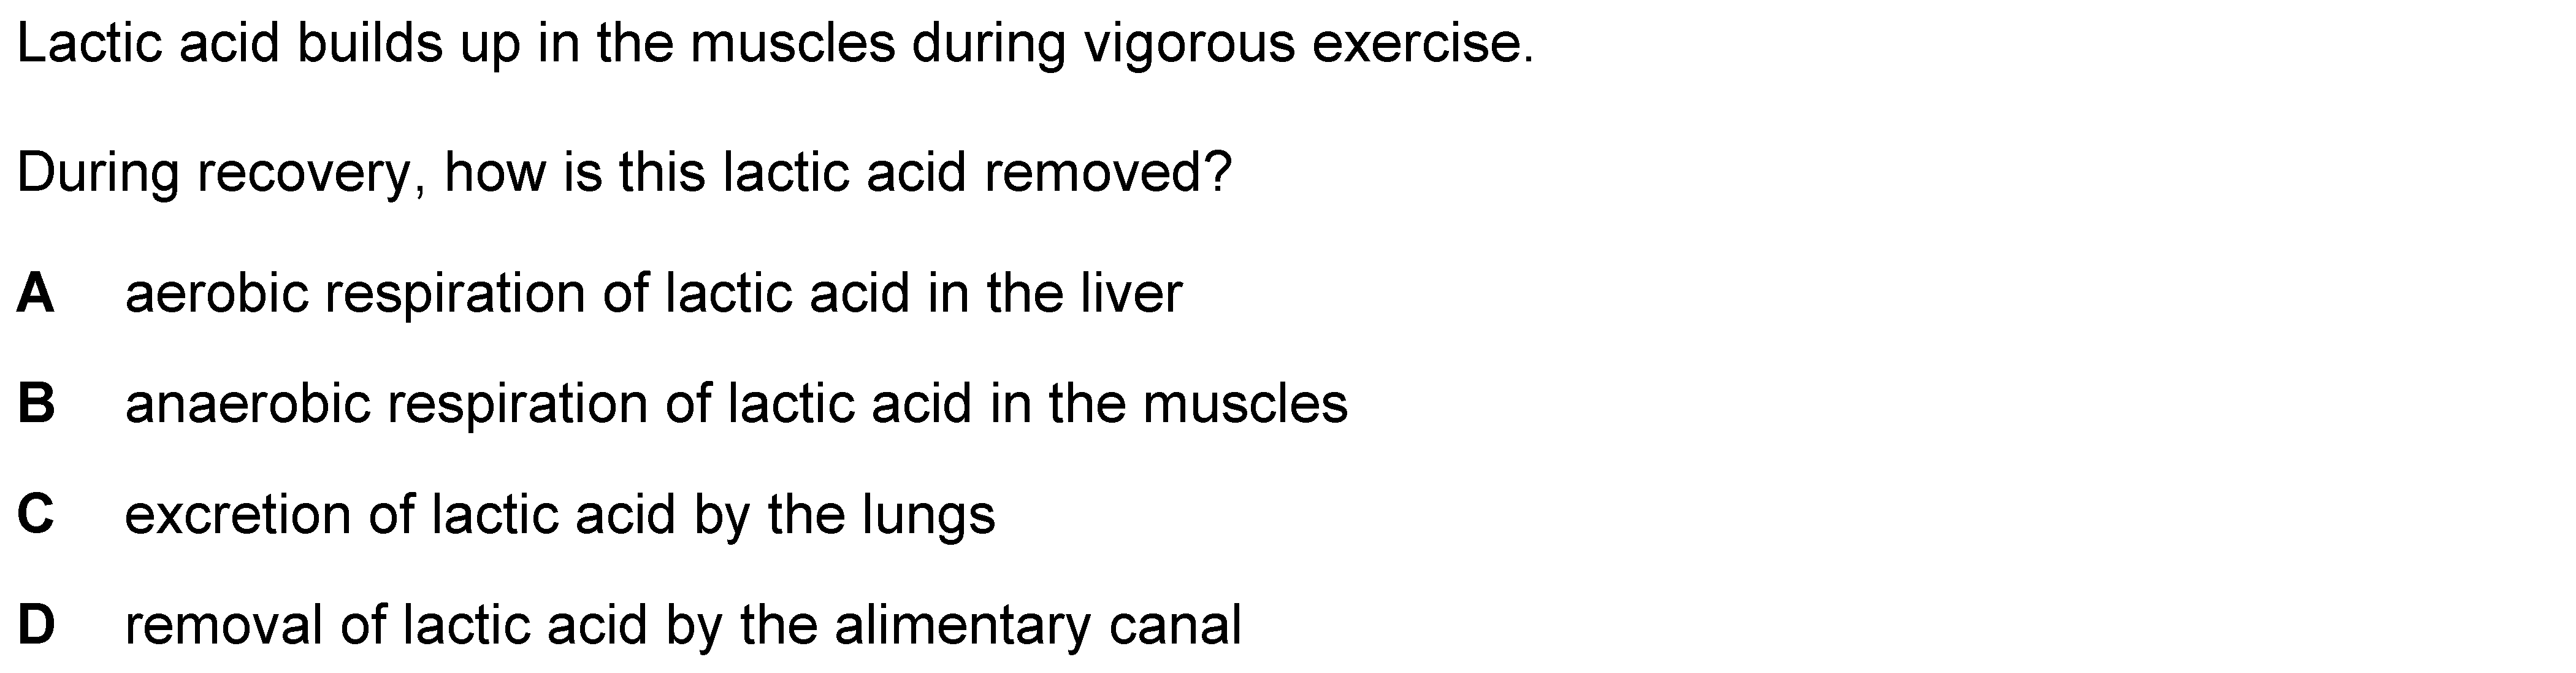 Lactic acid builds up in the muscles during vigorous exercise.
During recovery, how is this lactic acid removed?
A aerobic respiration of lactic acid in the liver
B anaerobic respiration of lactic acid in the muscles
C excretion of lactic acid by the lungs
D removal of lactic acid by the alimentary canal